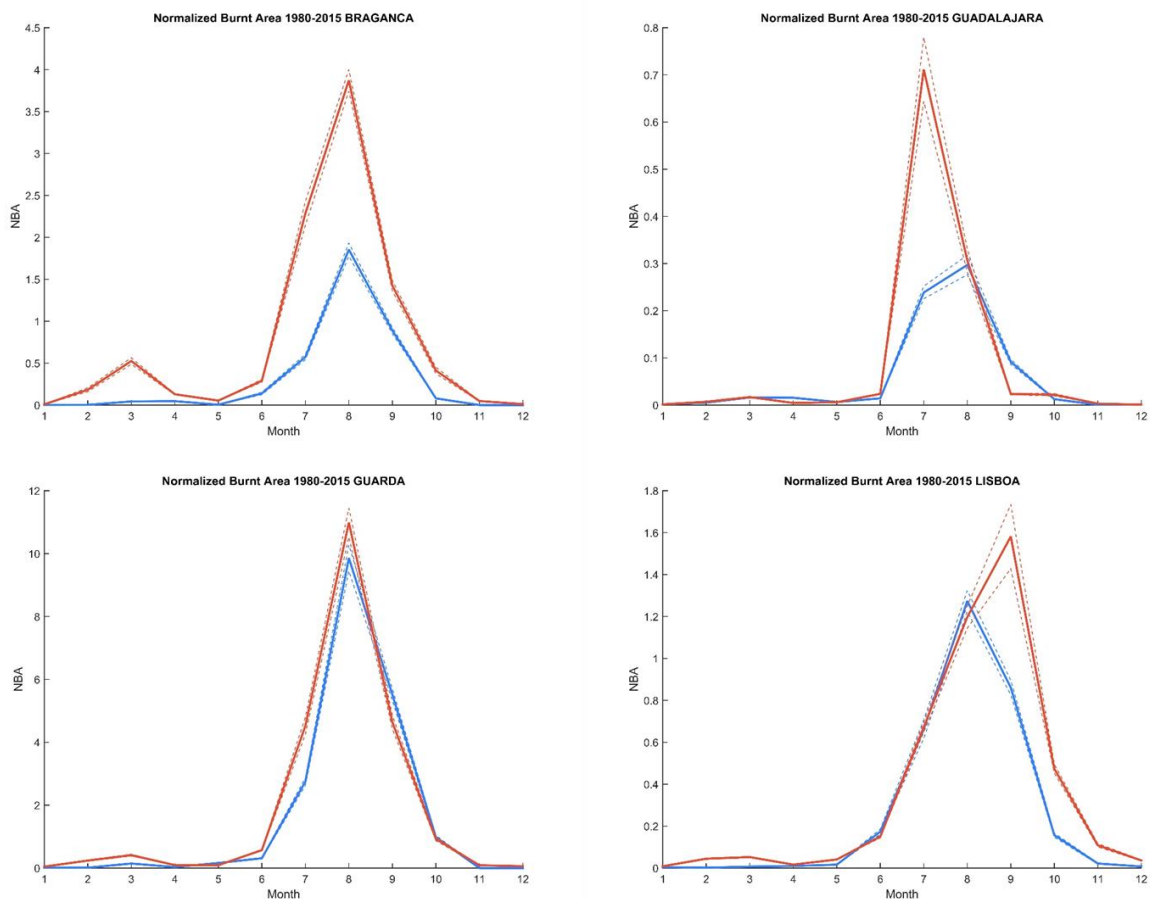 Normalized Burnt Area 1980-2015 BRAGANCA
4.5
4
3.5
3
2.5
2
1.5
1
0.5
0
NBA
1 2 3 4 5 6 7 8 9 10 11 12
Month
Normalized Burnt Area 1980-2015 GUADALAJARA
0.8
0.7
0.6
0.5
0.4
0.3
0.2
0.1
0
NBA
1 2 3 4 5 6 7 8 9 10 11 12
Month
Normalized Burnt Area 1980-2015 GUARDA
12
10
8
6
4
2
0
NBA
1 2 3 4 5 6 7 8 9 10 11 12
Month
Normalized Burnt Area 1980-2015 LISBOA
1.8
1.6
1.4
1.2
1
0.8
0.6
0.4
0.2
0
NBA
1 2 3 4 5 6 7 8 9 10 11 12
Month